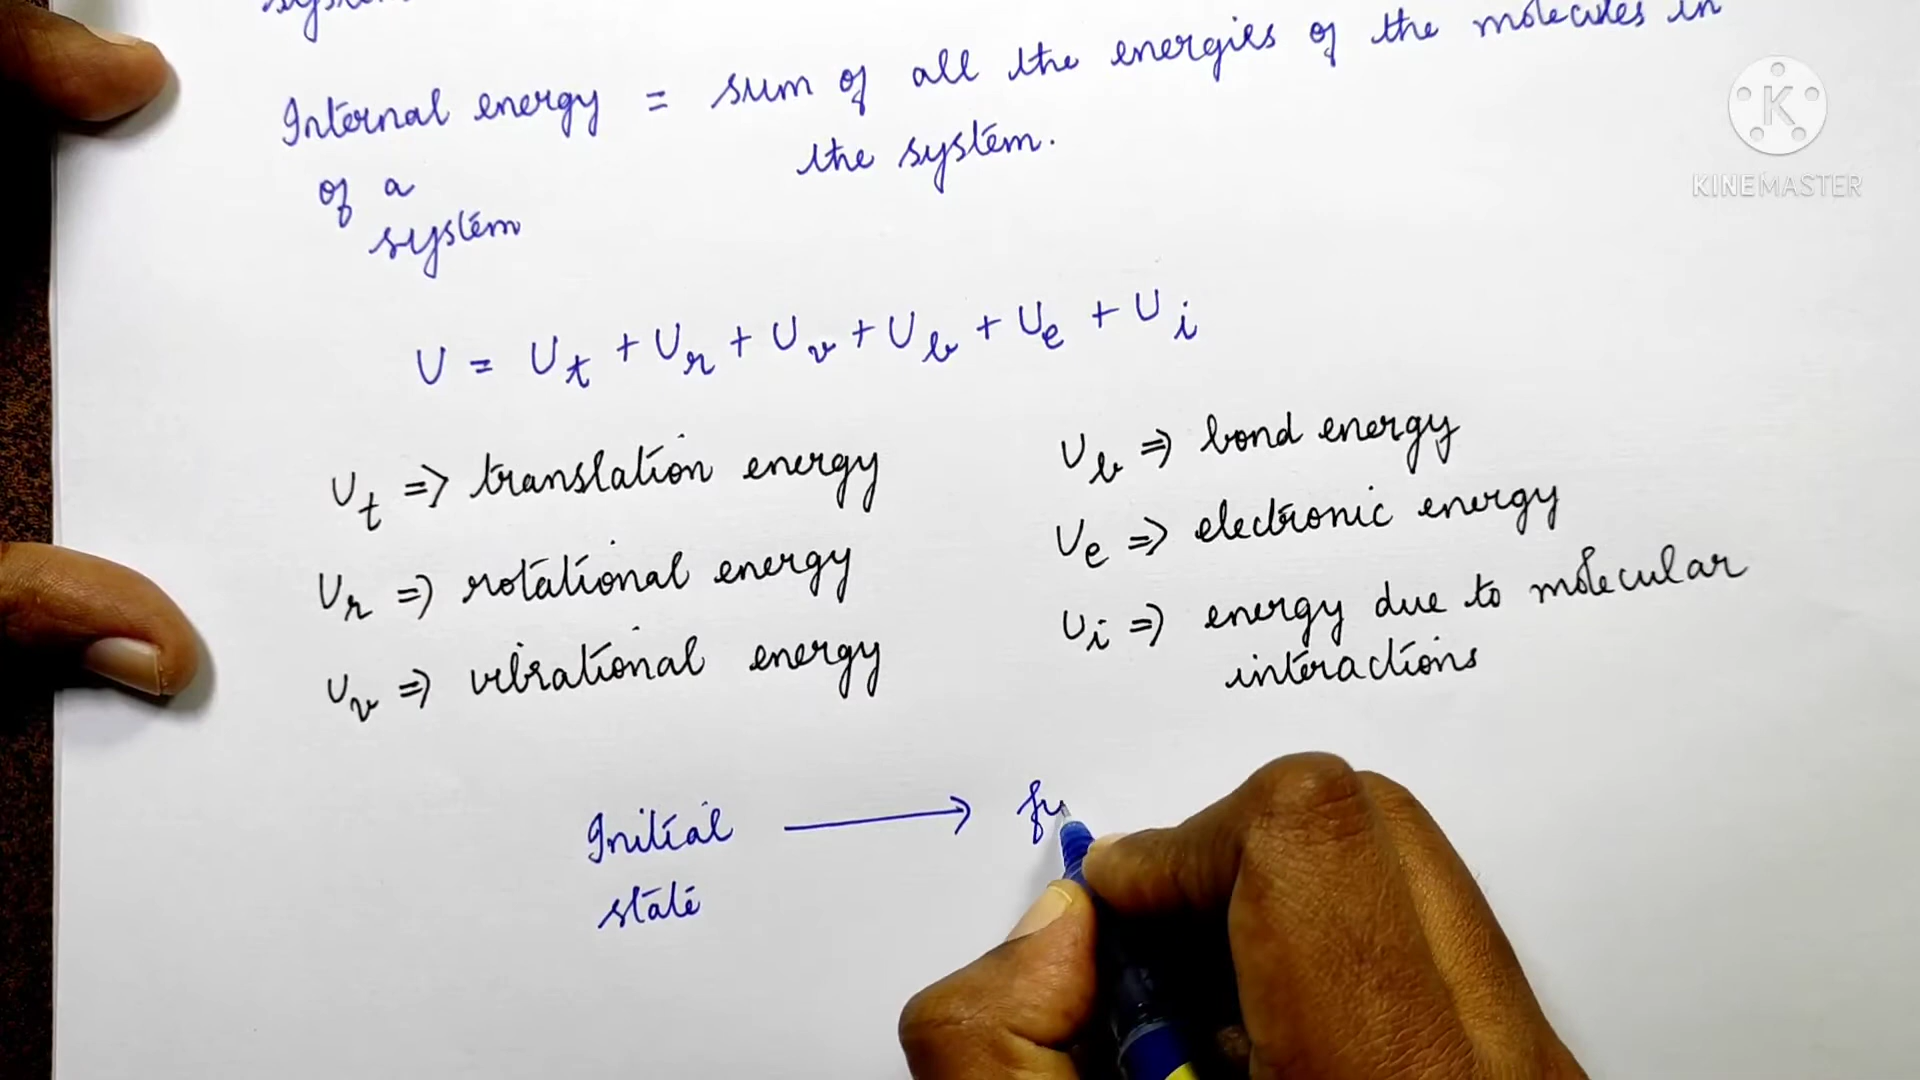 Internal energy = sum of all the energies of the molecules in
of a the system.
system
U = Ut + Ur + Uv + Ub + Ue + Ui
Ut => translation energy
Ur => rotational energy
Uv => vibrational energy
Ub => bond energy
Ue => electronic energy
Ui => energy due to molecular
interactions
Initial ⟶
state
K
KINEMASTER